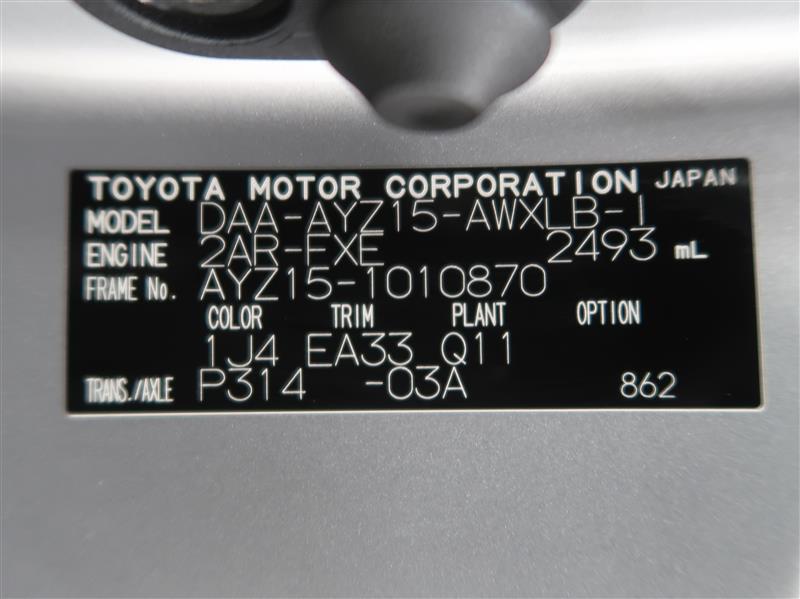 TOYOTA MOTOR CORPORATION JAPAN
MODEL DAA-AYZ15-AWXLB-I
ENGINE 2AR-FXE 2493 mL
FRAME No. AYZ15-1010870
COLOR TRIM PLANT OPTION
1J4 EA33 Q11
TRANS./AXLE P314 -03A 862